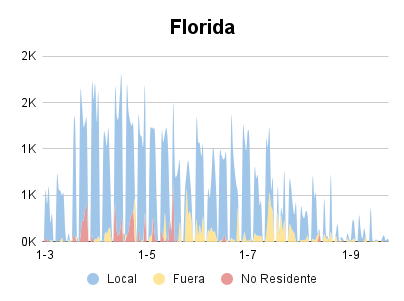 Florida
2K
2K
1K
1K
0K
1-3 1-5 1-7 1-9
Local Fuera No Residente